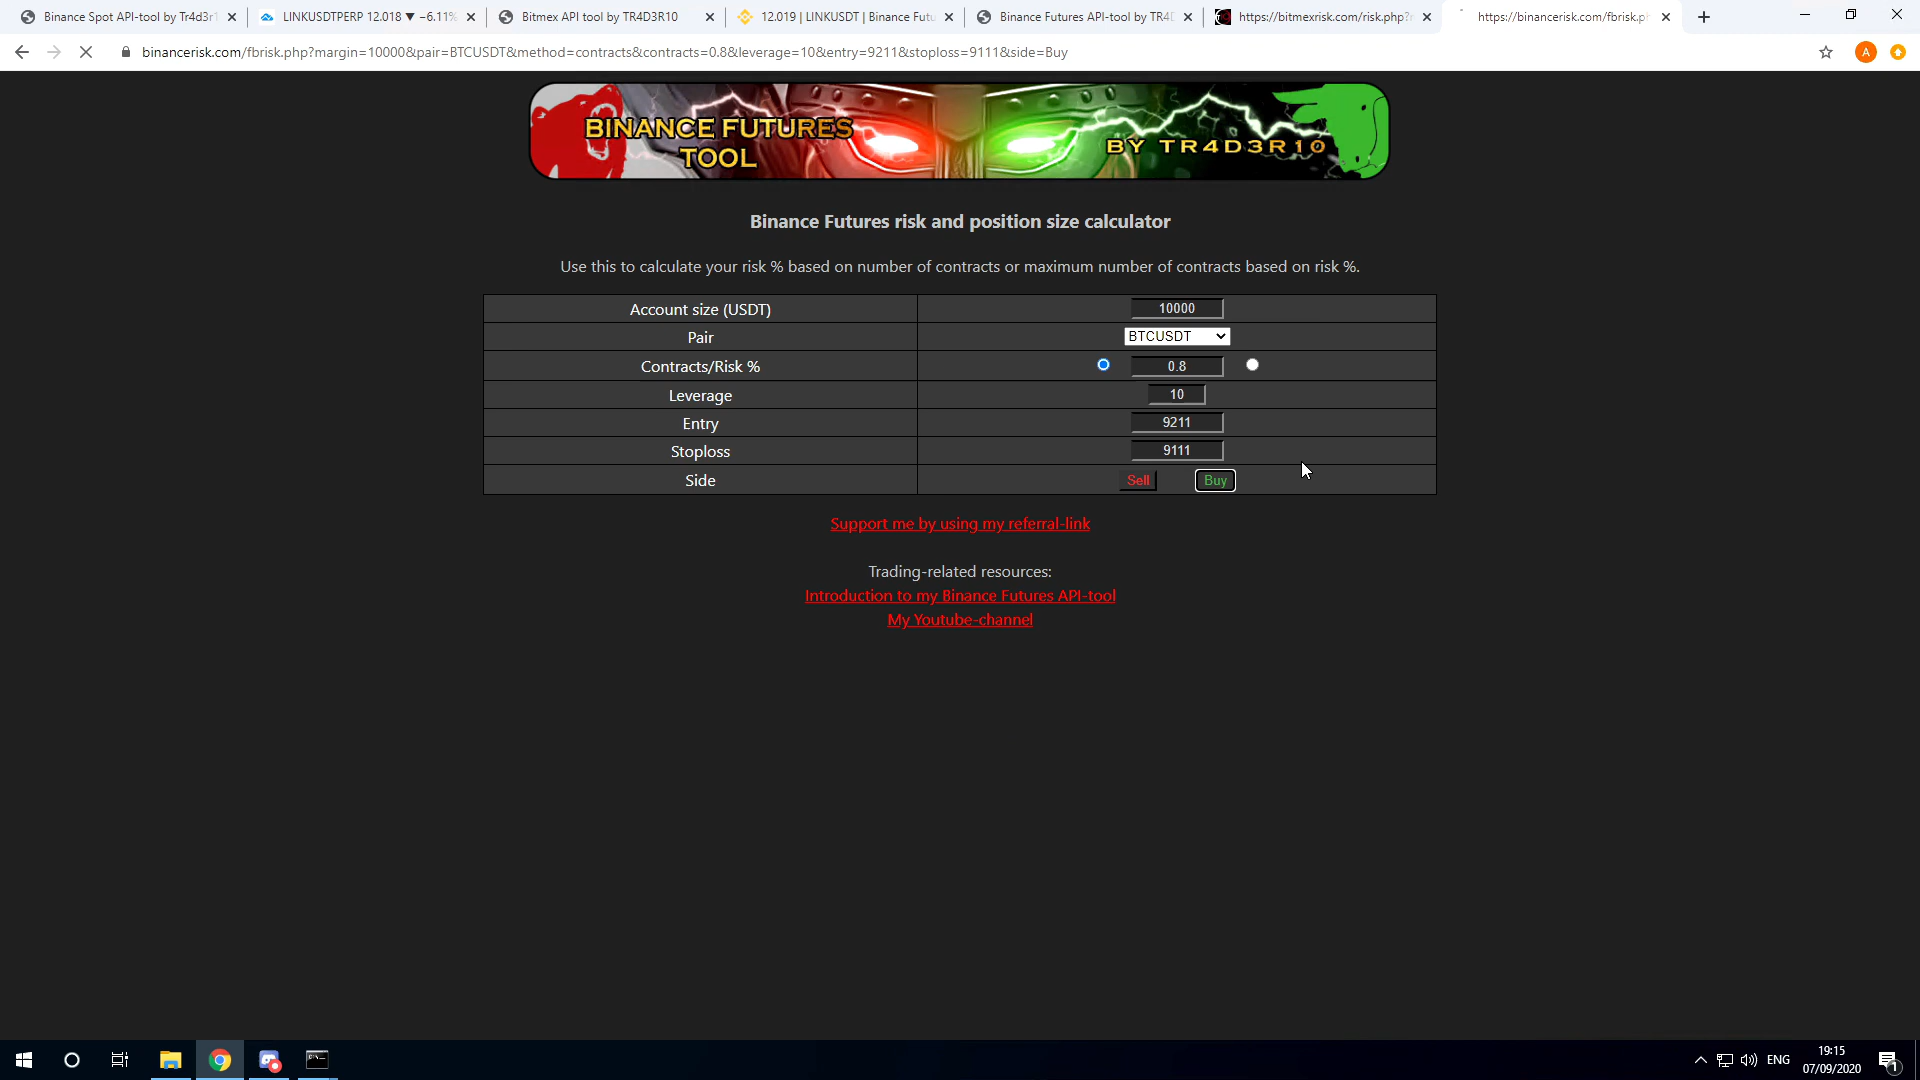 Binance Spot API-tool by Tr4d3r1
LINKUSDTPERP 12.018 ▼ −6.11%
Bitmex API tool by TR4D3R10
12.019 | LINKUSDT | Binance Futu
Binance Futures API-tool by TR4D
https://bitmexrisk.com/risk.php?
https://binancerisk.com/fbrisk.ph
binancerisk.com/fbrisk.php?margin=10000&pair=BTCUSDT&method=contracts&contracts=0.8&leverage=10&entry=9211&stoploss=9111&side=Buy
A
BINANCE FUTURES
TOOL
BY TR4D3R10
Binance Futures risk and position size calculator
Use this to calculate your risk % based on number of contracts or maximum number of contracts based on risk %.
Account size (USDT) 10000
Pair BTCUSDT
Contracts/Risk % 0.8
Leverage 10
Entry 9211
Stoploss 9111
Side Sell Buy
Support me by using my referral-link
Trading-related resources:
Introduction to my Binance Futures API-tool
My Youtube-channel
ENG
19:15
07/09/2020
1